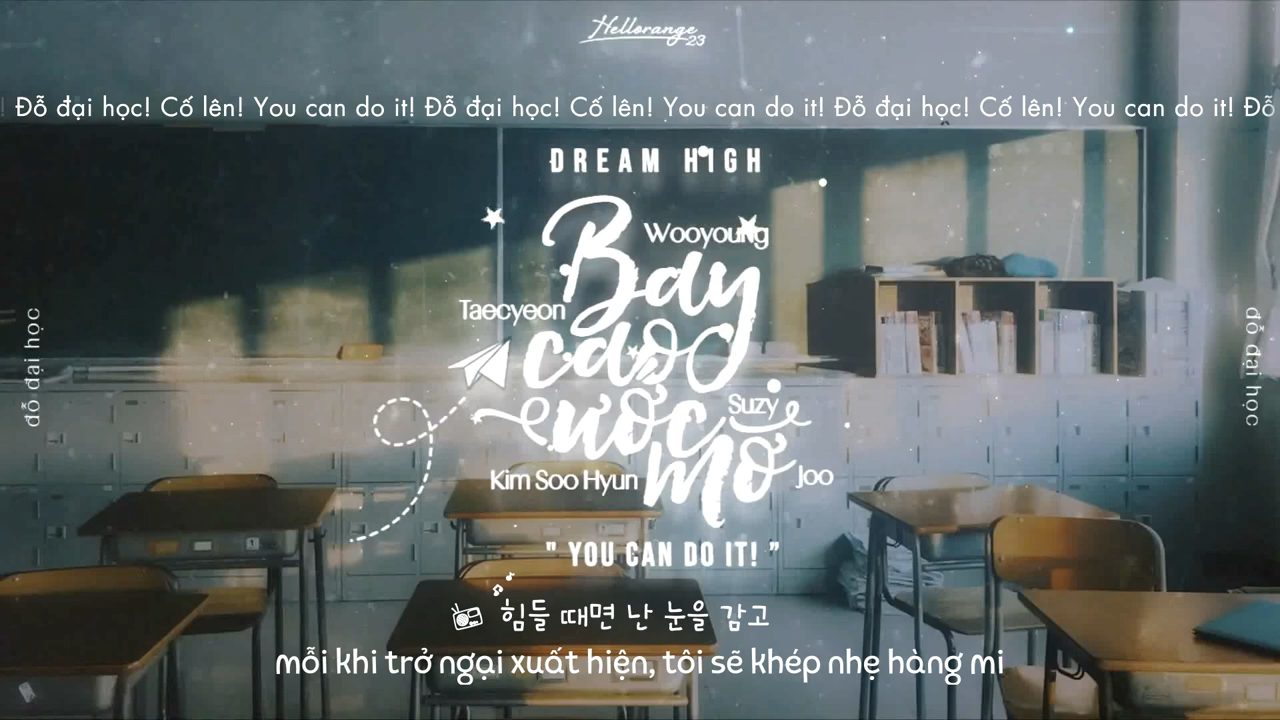 Hellorange
23
Đỗ đại học! Cố lên! You can do it! Đỗ đại học! Cố lên! You can do it! Đỗ đại học! Cố lên! You can do it! Đỗ
DREAM HIGH
Bay
Wooyoung
Taecyeon
cao
ước
Suzy
Kim Soo Hyun
mơ
Joo
đỗ đại học
đỗ đại học
" YOU CAN DO IT! "
힘들 때면 난 눈을 감고
mỗi khi trở ngại xuất hiện, tôi sẽ khép nhẹ hàng mi